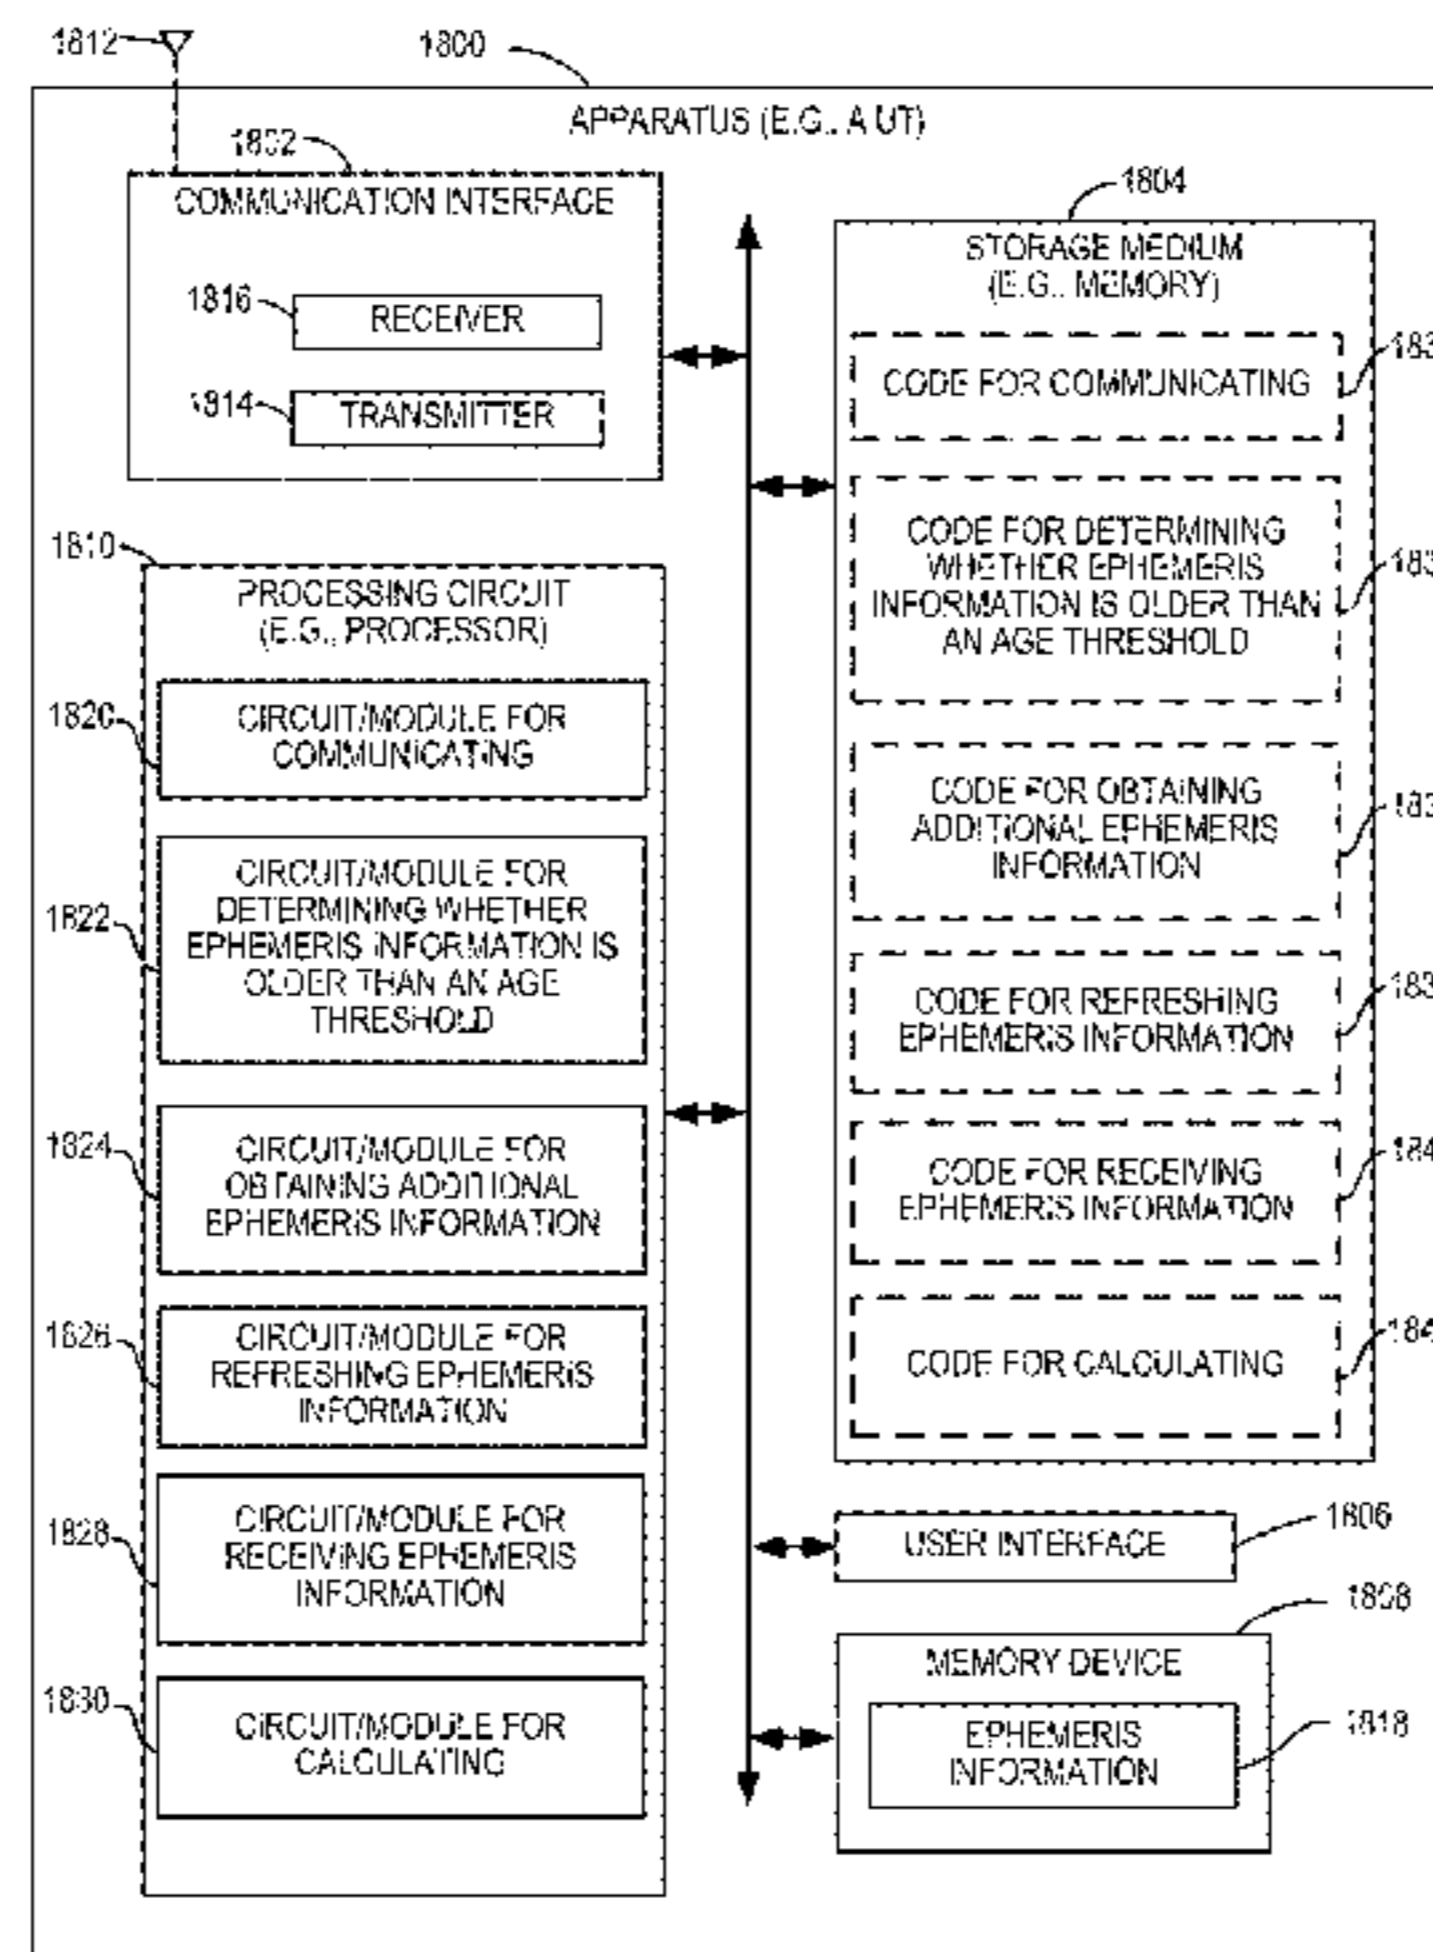 1812
1800
APPARATUS (E.G., A UT)
1802
COMMUNICATION INTERFACE
1816
RECEIVER
1814
TRANSMITTER
1810
PROCESSING CIRCUIT
(E.G., PROCESSOR)
1820
CIRCUIT/MODULE FOR
COMMUNICATING
1822
CIRCUIT/MODULE FOR
DETERMINING WHETHER
EPHEMERIS INFORMATION IS
OLDER THAN AN AGE
THRESHOLD
1824
CIRCUIT/MODULE FOR
OBTAINING ADDITIONAL
EPHEMERIS INFORMATION
1826
CIRCUIT/MODULE FOR
REFRESHING EPHEMERIS
INFORMATION
1828
CIRCUIT/MODULE FOR
RECEIVING EPHEMERIS
INFORMATION
1830
CIRCUIT/MODULE FOR
CALCULATING
1804
STORAGE MEDIUM
(E.G., MEMORY)
CODE FOR COMMUNICATING
CODE FOR DETERMINING
WHETHER EPHEMERIS
INFORMATION IS OLDER THAN
AN AGE THRESHOLD
CODE FOR OBTAINING
ADDITIONAL EPHEMERIS
INFORMATION
CODE FOR REFRESHING
EPHEMERIS INFORMATION
CODE FOR RECEIVING
EPHEMERIS INFORMATION
CODE FOR CALCULATING
1806
USER INTERFACE
1808
MEMORY DEVICE
1818
EPHEMERIS
INFORMATION